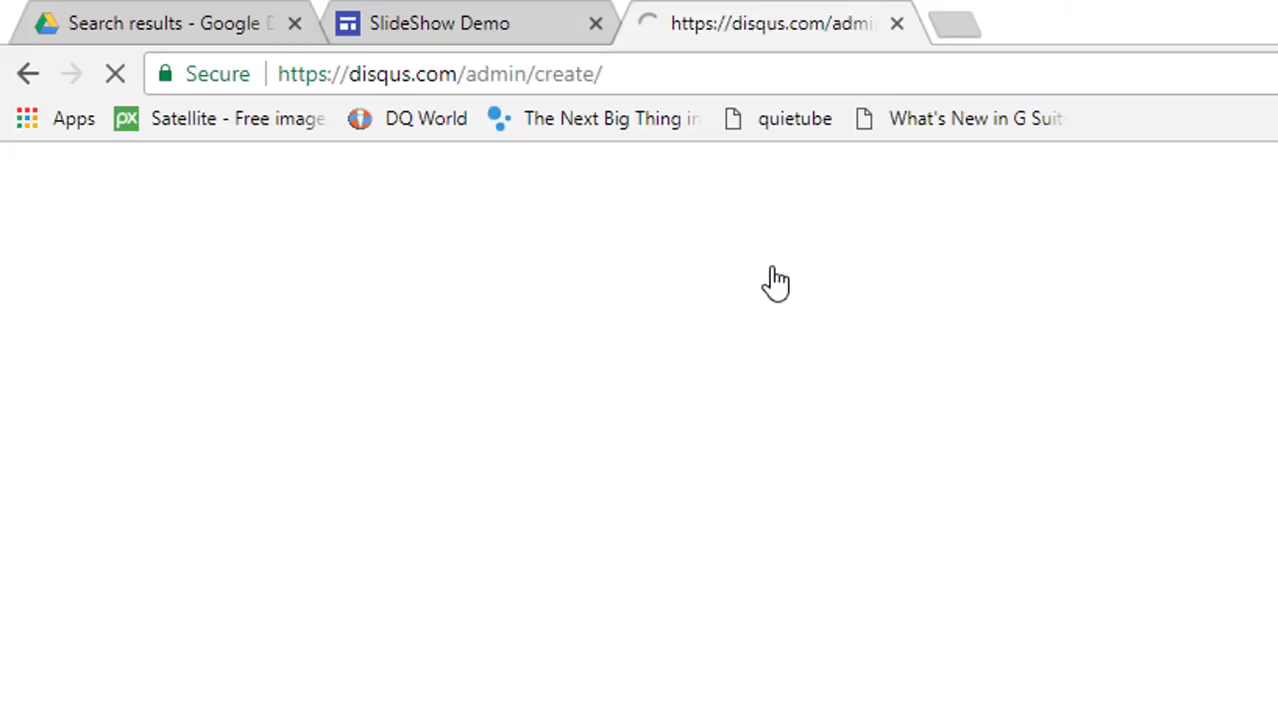 Search results - Google D
SlideShow Demo
https://disqus.com/admi
Secure
https://disqus.com/admin/create/
Apps
px
Satellite - Free image
DQ World
The Next Big Thing in
quietube
What's New in G Suit